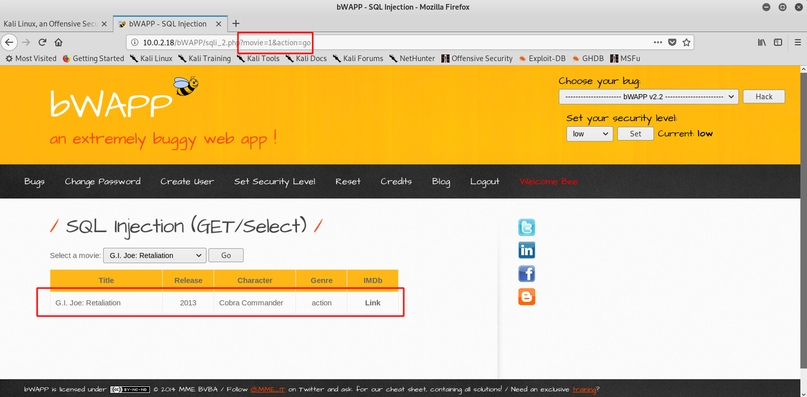 bWAPP - SQL Injection - Mozilla Firefox
Kali Linux, an Offensive Sec
bWAPP - SQL Injection
10.0.2.18/bWAPP/sqli_2.php?movie=1&action=go
Most Visited Getting Started Kali Linux Kali Training Kali Tools Kali Docs Kali Forums NetHunter Offensive Security Exploit-DB GHDB MSFu
bWAPP
an extremely buggy web app !
Choose your bug:
---------------------- bWAPP v2.2 ----------------------- Hack
Set your security level:
low Set Current: low
Bugs Change Password Create User Set Security Level Reset Credits Blog Logout Welcome Bee
/ SQL Injection (GET/Select) /
Select a movie: G.I. Joe: Retaliation Go
Title Release Character Genre IMDb
G.I. Joe: Retaliation 2013 Cobra Commander action Link
bWAPP is licensed under BY-NC-ND © 2014 MME BVBA / Follow @MME_IT on Twitter and ask for our cheat sheet, containing all solutions! / Need an exclusive training?